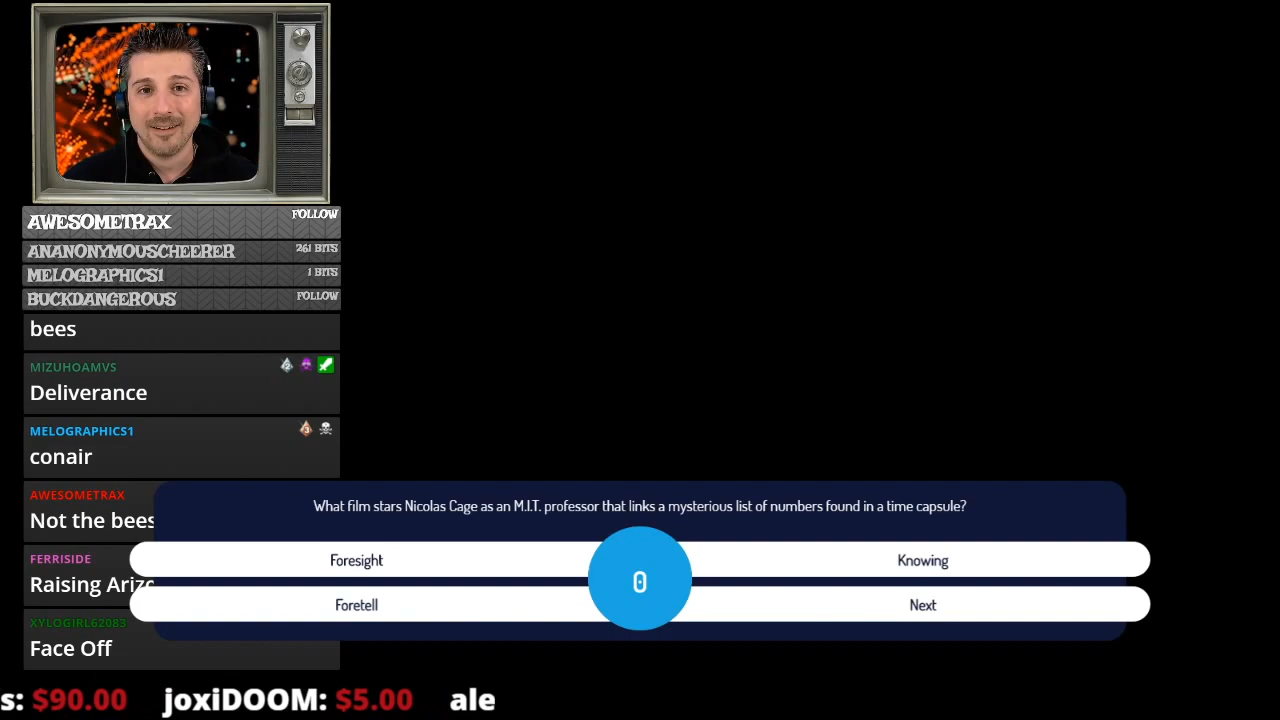 AWESOMETRAX FOLLOW
ANANONYMOUSCHEERER 261 BITS
MELOGRAPHICS1 1 BITS
BUCKDANGEROUS FOLLOW
bees
MIZUHOAMVS
Deliverance
MELOGRAPHICS1
conair
AWESOMETRAX
Not the bees
FERRISIDE
Raising Arizo
XYLOGIRL62083
Face Off
What film stars Nicolas Cage as an M.I.T. professor that links a mysterious list of numbers found in a time capsule?
Foresight Knowing
0
Foretell Next
s: $90.00 joxiDOOM: $5.00 ale